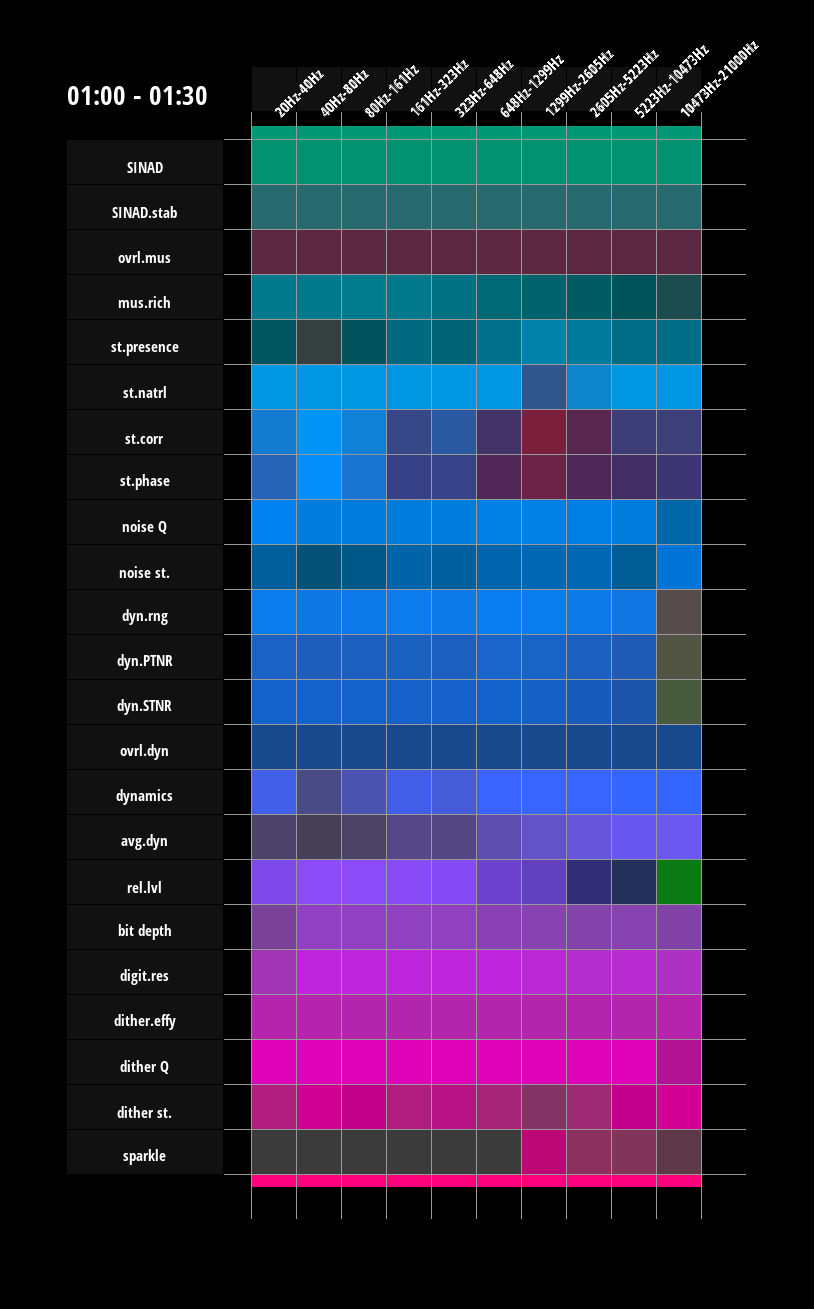 01:00 - 01:30
20Hz-40Hz
40Hz-80Hz
80Hz-161Hz
161Hz-323Hz
323Hz-648Hz
648Hz-1299Hz
1299Hz-2605Hz
2605Hz-5223Hz
5223Hz-10473Hz
10473Hz-21000Hz
SINAD
SINAD.stab
ovrl.mus
mus.rich
st.presence
st.natrl
st.corr
st.phase
noise Q
noise st.
dyn.rng
dyn.PTNR
dyn.STNR
ovrl.dyn
dynamics
avg.dyn
rel.lvl
bit depth
digit.res
dither.effy
dither Q
dither st.
sparkle